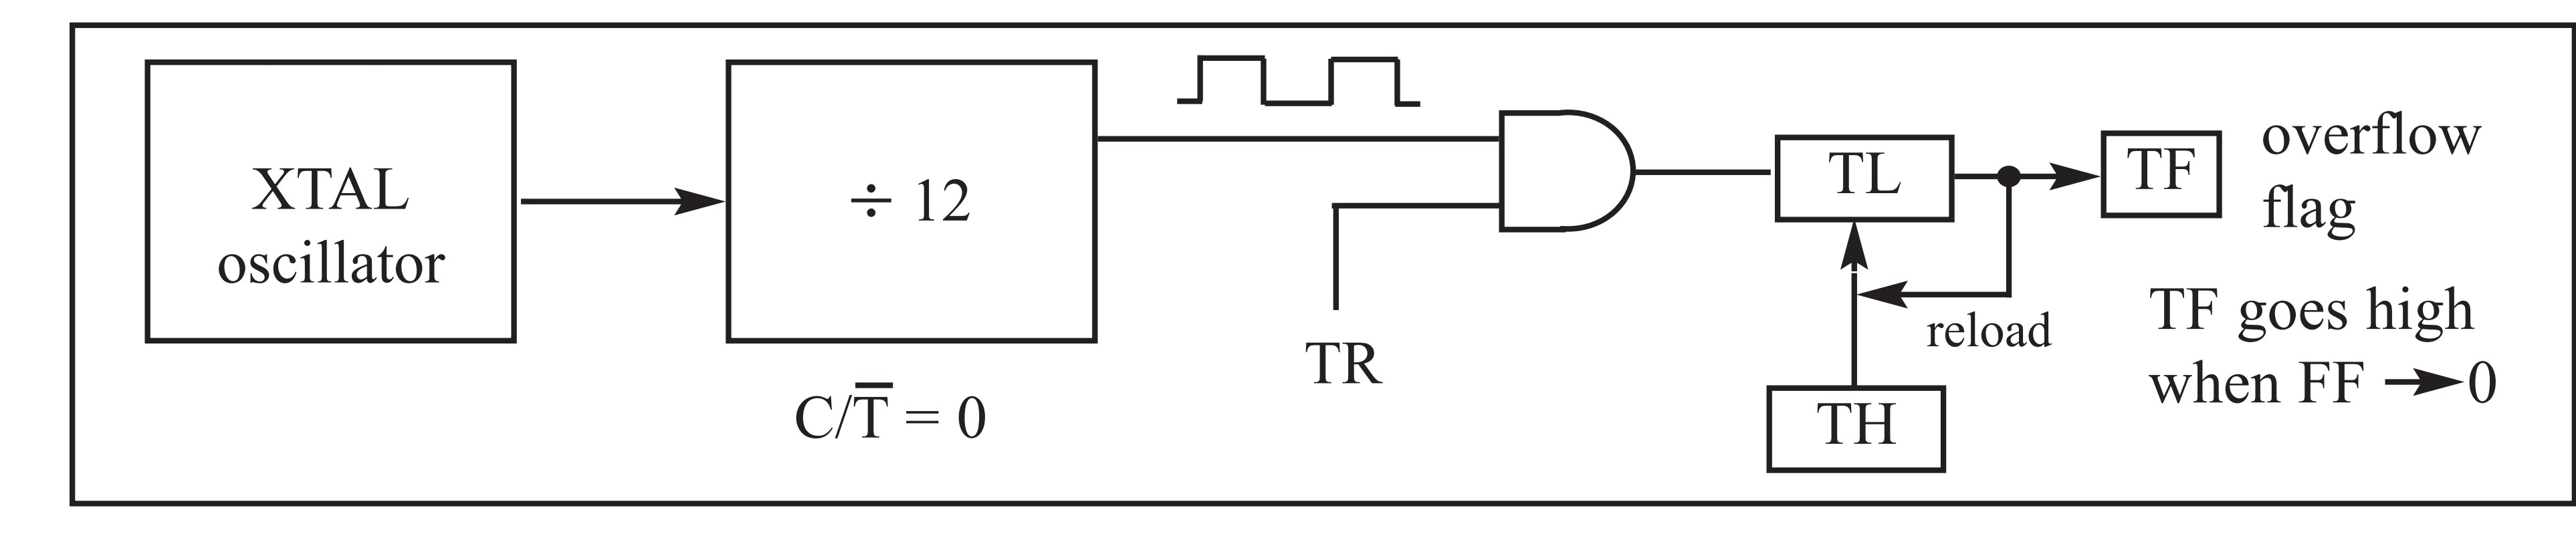 XTAL
oscillator
÷ 12
C/T̅ = 0
TR
TL
TH
reload
TF
overflow
flag
TF goes high
when FF → 0